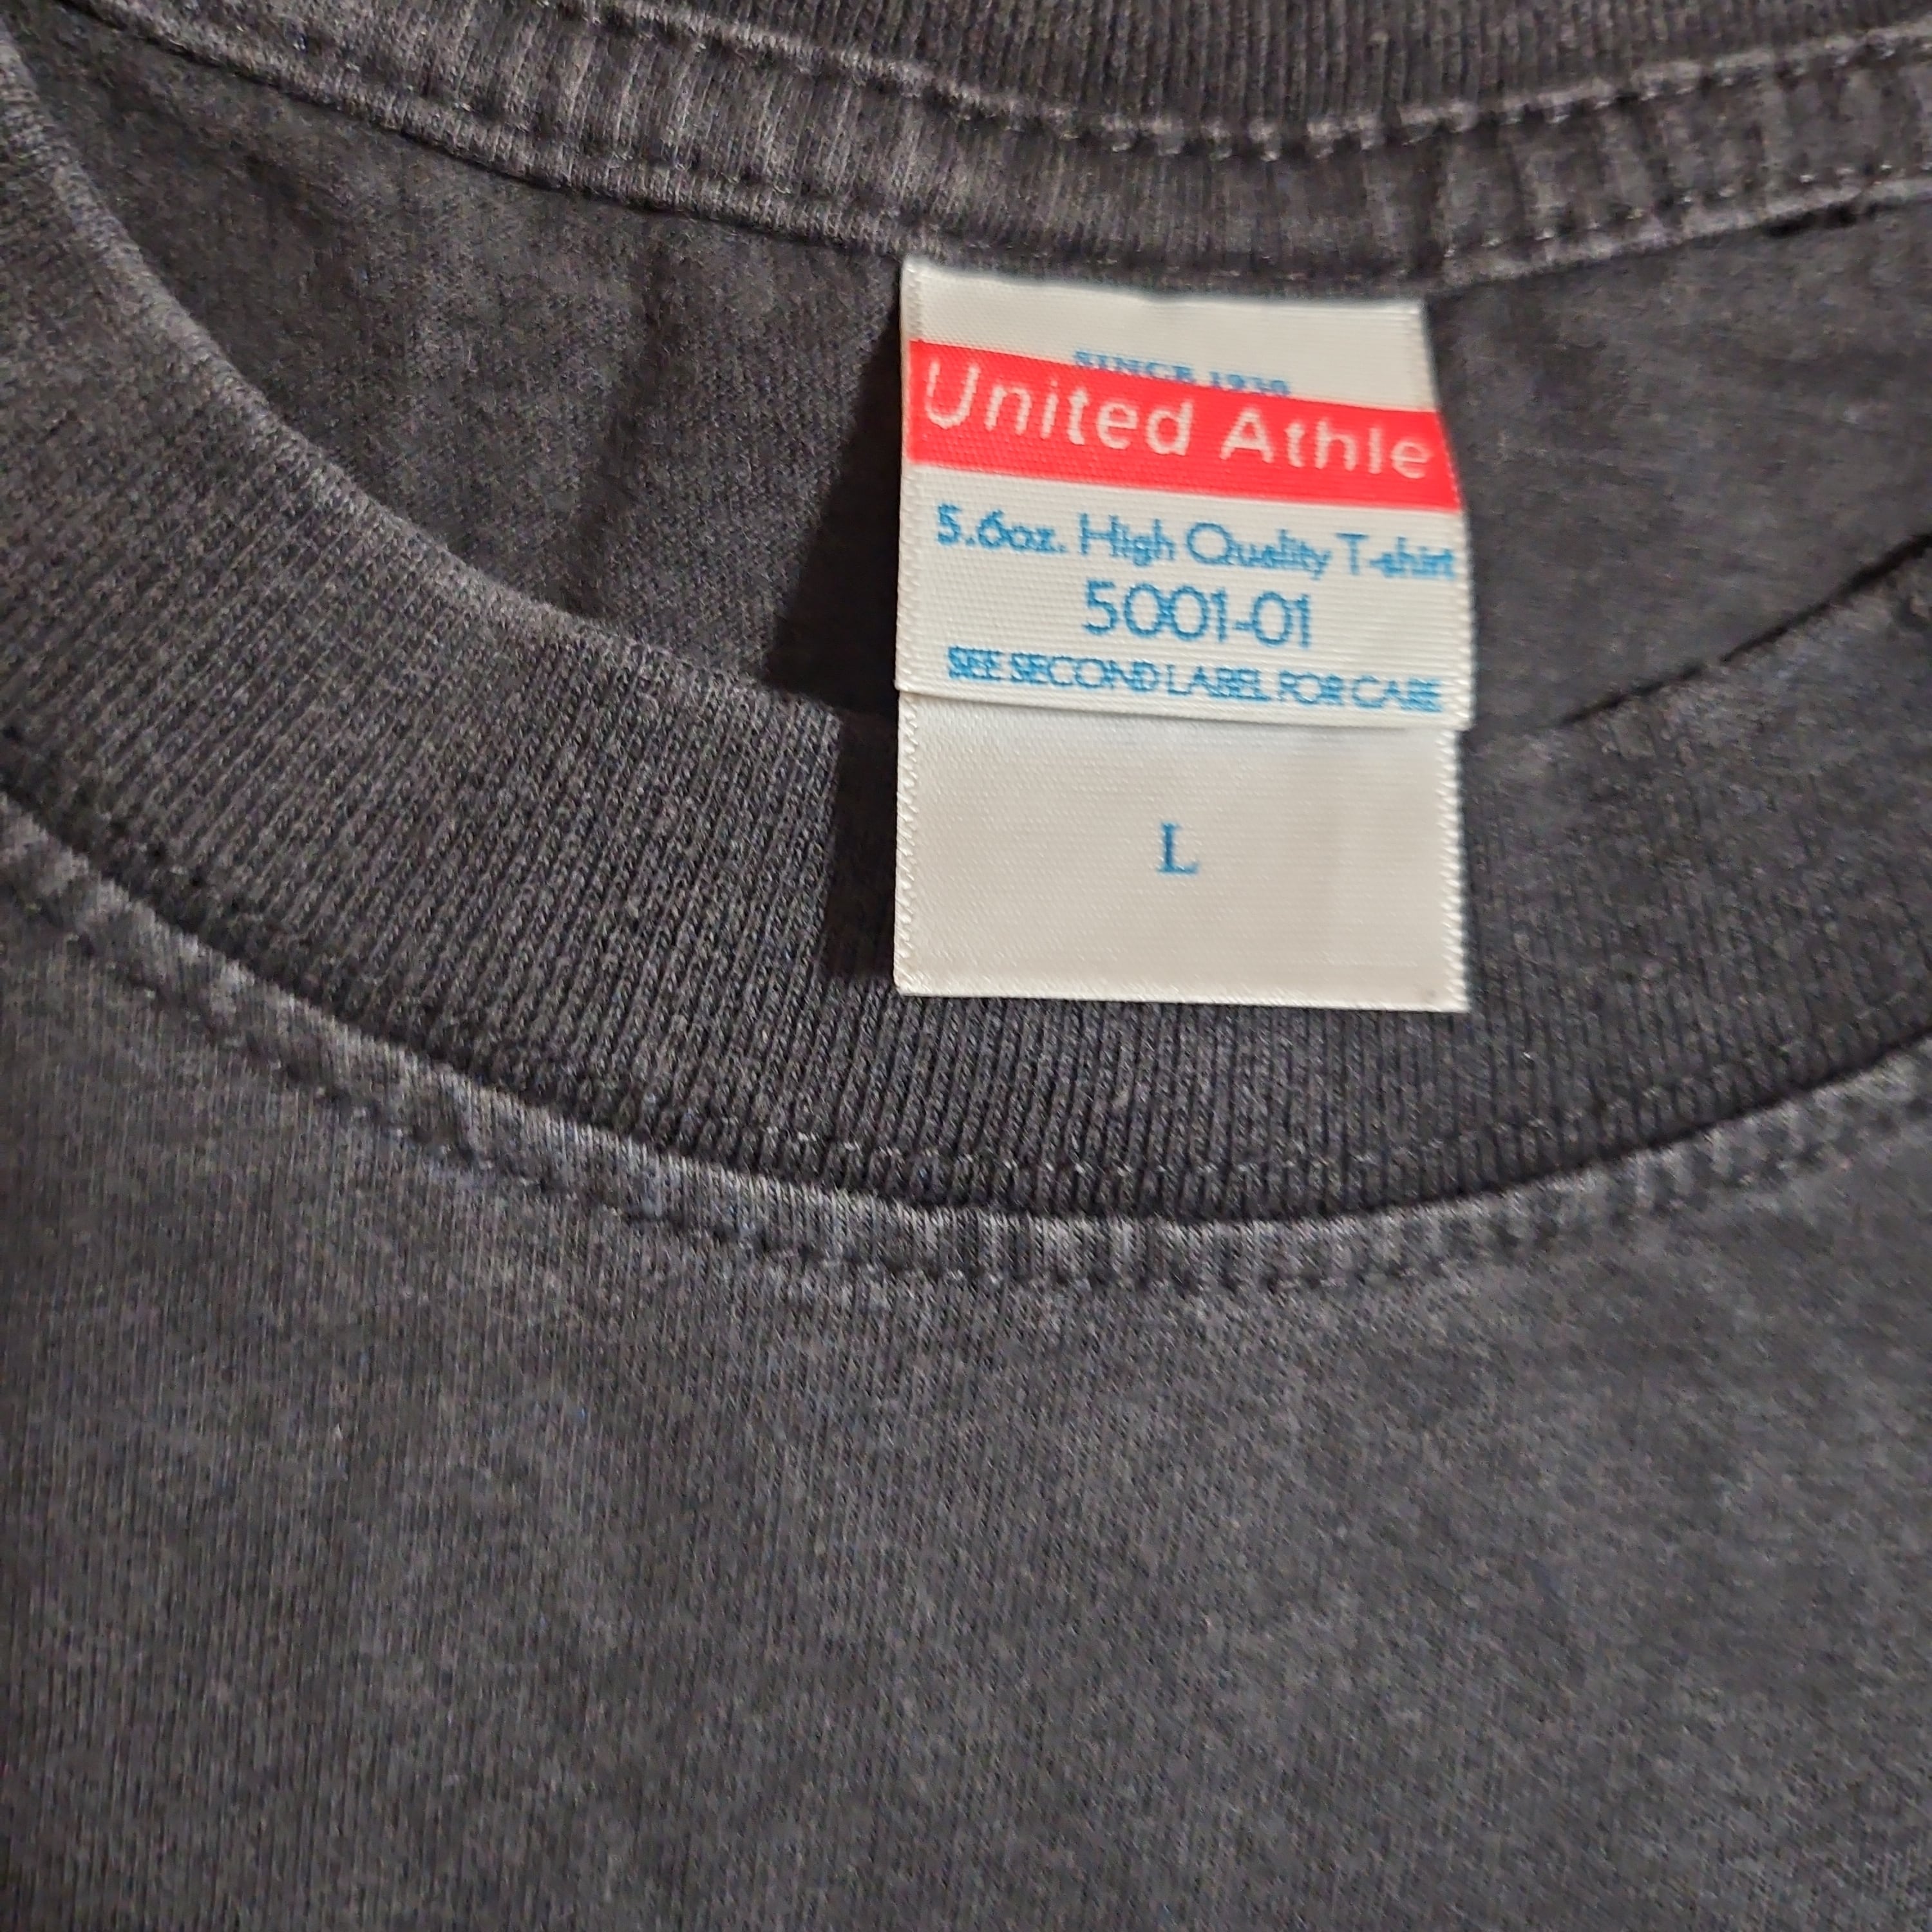 SINCE 1930
United Athle
5.6oz. High Quality T-shirt
5001-01
SEE SECOND LABEL FOR CARE
L